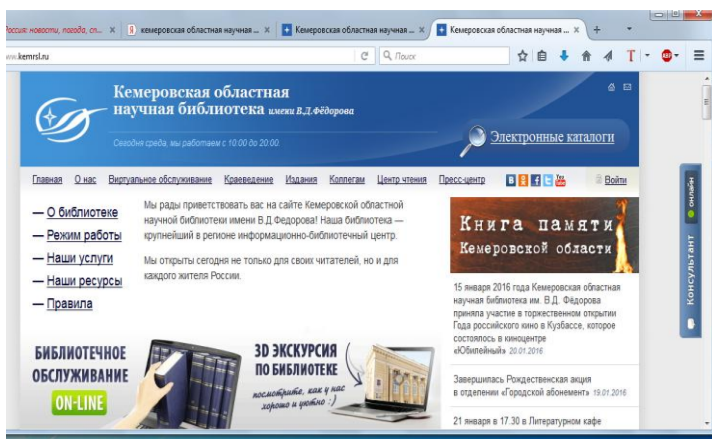 Россия: новости, погода, сп...
кемеровская областная научная ...
Кемеровская областная научная ...
Кемеровская областная научная ...
ww.kemrsl.ru
Поиск
Кемеровская областная
научная библиотека имени В.Д.Фёдорова
Сегодня среда, мы работаем с 10:00 до 20:00.
Электронные каталоги
Главная О нас Виртуальное обслуживание Краеведение Издания Коллегам Центр чтения Пресс-центр Войти
— О библиотеке
— Режим работы
— Наши услуги
— Наши ресурсы
— Правила
Мы рады приветствовать вас на сайте Кемеровской областной
научной библиотеки имени В.Д.Федорова! Наша библиотека —
крупнейший в регионе информационно-библиотечный центр.
Мы открыты сегодня не только для своих читателей, но и для
каждого жителя России.
БИБЛИОТЕЧНОЕ
ОБСЛУЖИВАНИЕ
ON-LINE
3D ЭКСКУРСИЯ
ПО БИБЛИОТЕКЕ
посмотрите, как у нас
хорошо и уютно :)
Книга памяти
Кемеровской области
15 января 2016 года Кемеровская областная
научная библиотека им. В.Д. Фёдорова
приняла участие в торжественном открытии
Года российского кино в Кузбассе, которое
состоялось в киноцентре
«Юбилейный» 20.01.2016
Завершилась Рождественская акция
в отделении «Городской абонемент» 19.01.2016
21 января в 17.30 в Литературном кафе
Консультант онлайн